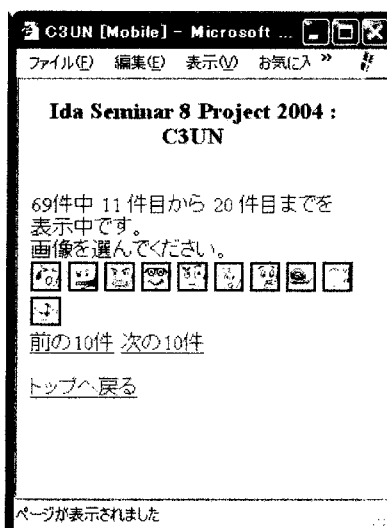 C3UN [Mobile] - Microsoft ...
ファイル(F) 編集(E) 表示(V) お気に入 »
Ida Seminar 8 Project 2004 :
C3UN
69件中 11 件目から 20 件目までを
表示中です。
画像を選んでください。
前の10件 次の10件
トップへ戻る
ページが表示されました